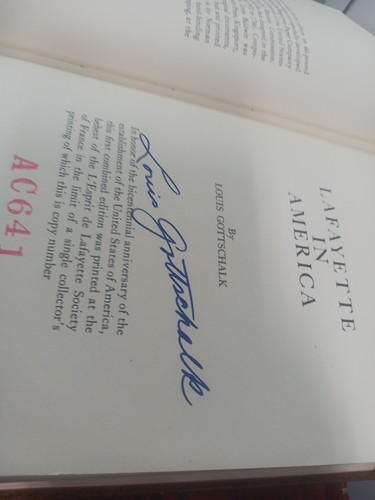 LAFAYETTE
IN
AMERICA
By
LOUIS GOTTSCHALK
Louis Gottschalk
In honor of the bicentennial anniversary of the
establishment of the United States of America,
this first combined edition was printed at the
behest of the L'Esprit de Lafayette Society
of France in the limit of a single collector's
printing of which this is copy number
AC641